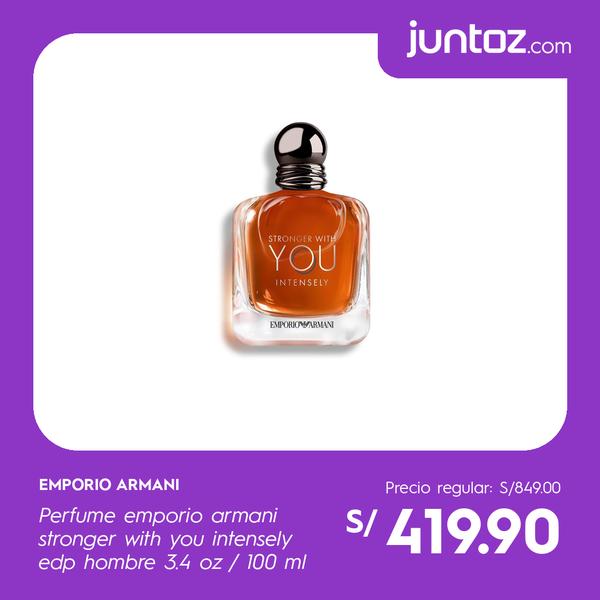 juntoz.com
STRONGER WITH
YOU
INTENSELY
EMPORIO ARMANI
EMPORIO ARMANI
Perfume emporio armani
stronger with you intensely
edp hombre 3.4 oz / 100 ml
Precio regular: S/849.00
S/ 419.90